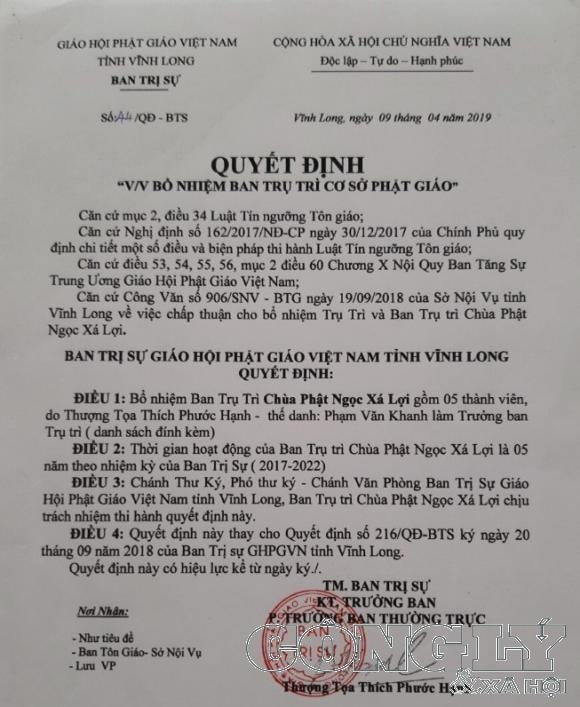 GIÁO HỘI PHẬT GIÁO VIỆT NAM
TỈNH VĨNH LONG
BAN TRỊ SỰ
CỘNG HÒA XÃ HỘI CHỦ NGHĨA VIỆT NAM
Độc lập – Tự do – Hạnh phúc
Số: 44/QĐ - BTS
Vĩnh Long, ngày 09 tháng 04 năm 2019
QUYẾT ĐỊNH
“V/V BỔ NHIỆM BAN TRỤ TRÌ CƠ SỞ PHẬT GIÁO”
Căn cứ mục 2, điều 34 Luật Tín ngưỡng Tôn giáo;
Căn cứ Nghị định số 162/2017/NĐ-CP ngày 30/12/2017 của Chính Phủ quy
định chi tiết một số điều và biện pháp thi hành Luật Tín ngưỡng Tôn giáo;
Căn cứ điều 53, 54, 55, 56, mục 2 điều 60 Chương X Nội Quy Ban Tăng Sự
Trung Ương Giáo Hội Phật Giáo Việt Nam;
Căn cứ Công Văn số 906/SNV - BTG ngày 19/09/2018 của Sở Nội Vụ tỉnh
Vĩnh Long về việc chấp thuận cho bổ nhiệm Trụ Trì và Ban Trụ trì Chùa Phật
Ngọc Xá Lợi.
BAN TRỊ SỰ GIÁO HỘI PHẬT GIÁO VIỆT NAM TỈNH VĨNH LONG
QUYẾT ĐỊNH:
ĐIỀU 1: Bổ nhiệm Ban Trụ Trì Chùa Phật Ngọc Xá Lợi gồm 05 thành viên,
do Thượng Tọa Thích Phước Hạnh - thế danh: Phạm Văn Khanh làm Trưởng ban
Trụ trì ( danh sách đính kèm)
ĐIỀU 2: Thời gian hoạt động của Ban Trụ trì Chùa Phật Ngọc Xá Lợi là 05
năm theo nhiệm kỳ của Ban Trị Sự ( 2017-2022)
ĐIỀU 3: Chánh Thư Ký, Phó thư ký - Chánh Văn Phòng Ban Trị Sự Giáo
Hội Phật Giáo Việt Nam tỉnh Vĩnh Long, Ban Trụ trì Chùa Phật Ngọc Xá Lợi chịu
trách nhiệm thi hành quyết định này.
ĐIỀU 4: Quyết định này thay cho Quyết định số 216/QĐ-BTS ký ngày 20
tháng 09 năm 2018 của Ban Trị sự GHPGVN tỉnh Vĩnh Long.
Quyết định này có hiệu lực kể từ ngày ký./.
TM. BAN TRỊ SỰ
KT. TRƯỞNG BAN
P. TRƯỞNG BAN THƯỜNG TRỰC
Nơi Nhận:
- Như tiêu đề
- Ban Tôn Giáo- Sở Nội Vụ
- Lưu VP
BAN
TRỊ SỰ
CÔNG LÝ
& XÃ HỘI
Thượng Tọa Thích Phước Hạnh